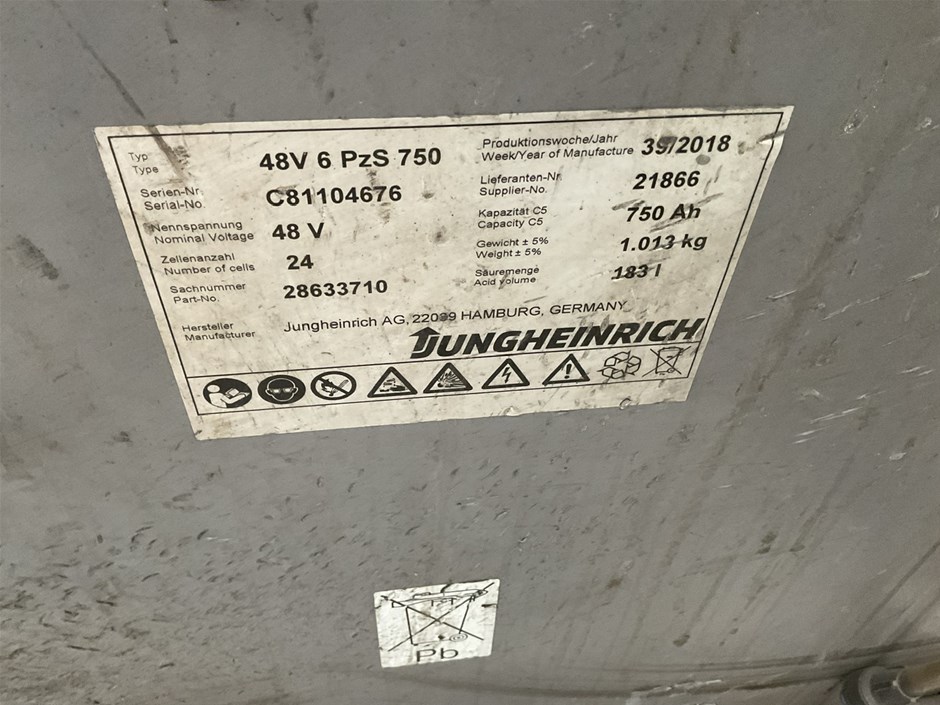 Typ
Type
48V 6 PzS 750
Serien-Nr.
Serial-No.
C81104676
Nennspannung
Nominal Voltage
48 V
Zellenanzahl
Number of cells
24
Sachnummer
Part-No.
28633710
Produktionswoche/Jahr
Week/Year of Manufacture
39/2018
Lieferanten-Nr.
Supplier-No.
21866
Kapazität C5
Capacity C5
750 Ah
Gewicht ± 5%
Weight ± 5%
1.013 kg
Säuremenge
Acid volume
183 l
Hersteller
Manufacturer
Jungheinrich AG, 22039 HAMBURG, GERMANY
JUNGHEINRICH
Pb